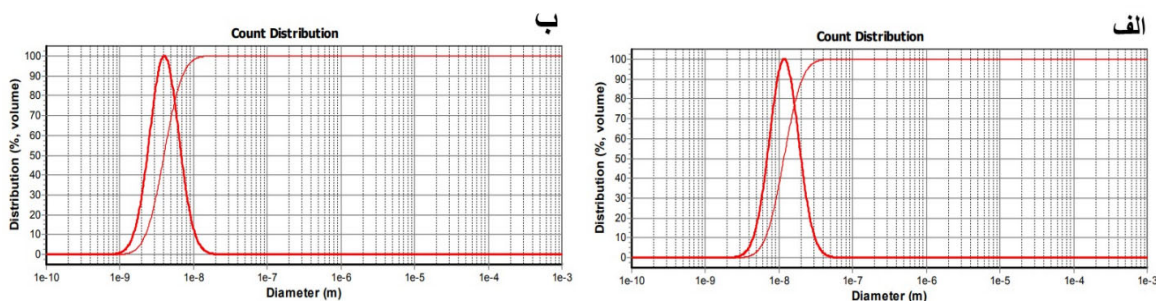 ب
Count Distribution
Distribution (%, volume)
100
90
80
70
60
50
40
30
20
10
0
1e-10 1e-9 1e-8 1e-7 1e-6 1e-5 1e-4 1e-3
Diameter (m)
الف
Count Distribution
Distribution (%, volume)
100
90
80
70
60
50
40
30
20
10
0
1e-10 1e-9 1e-8 1e-7 1e-6 1e-5 1e-4 1e-3
Diameter (m)